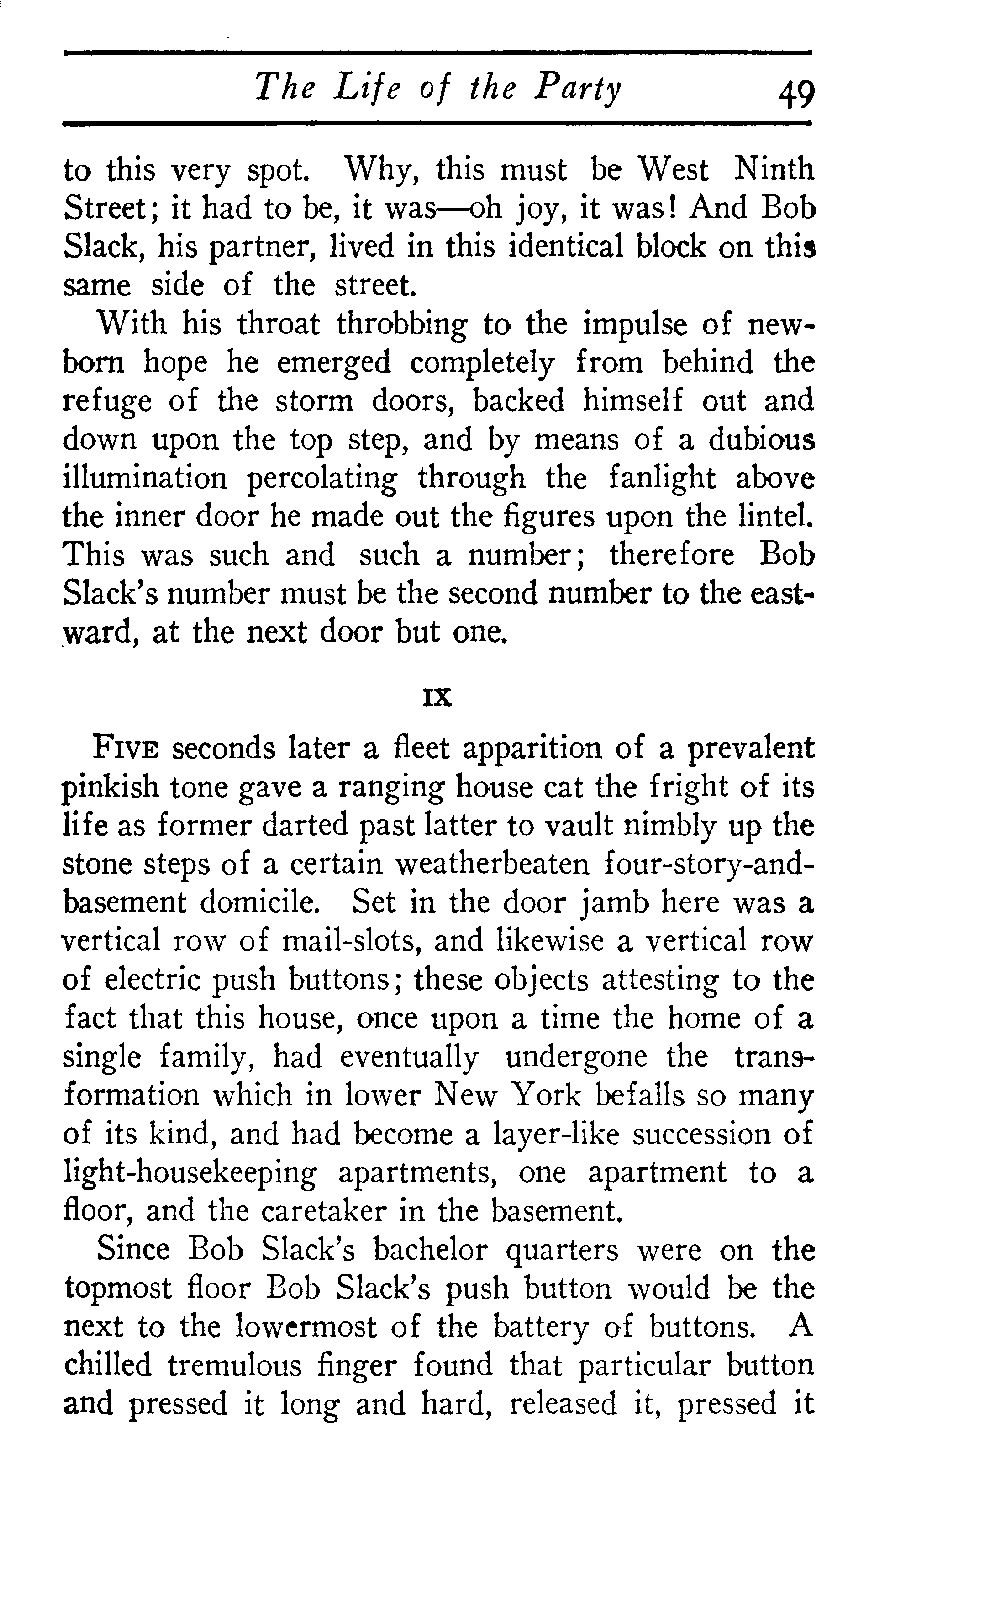 The Life of the Party 49
to this very spot. Why, this must be West Ninth
Street; it had to be, it was—oh joy, it was! And Bob
Slack, his partner, lived in this identical block on this
same side of the street.
With his throat throbbing to the impulse of new-
born hope he emerged completely from behind the
refuge of the storm doors, backed himself out and
down upon the top step, and by means of a dubious
illumination percolating through the fanlight above
the inner door he made out the figures upon the lintel.
This was such and such a number; therefore Bob
Slack's number must be the second number to the east-
ward, at the next door but one.
IX
FIVE seconds later a fleet apparition of a prevalent
pinkish tone gave a ranging house cat the fright of its
life as former darted past latter to vault nimbly up the
stone steps of a certain weatherbeaten four-story-and-
basement domicile. Set in the door jamb here was a
vertical row of mail-slots, and likewise a vertical row
of electric push buttons; these objects attesting to the
fact that this house, once upon a time the home of a
single family, had eventually undergone the trans-
formation which in lower New York befalls so many
of its kind, and had become a layer-like succession of
light-housekeeping apartments, one apartment to a
floor, and the caretaker in the basement.
Since Bob Slack's bachelor quarters were on the
topmost floor Bob Slack's push button would be the
next to the lowermost of the battery of buttons. A
chilled tremulous finger found that particular button
and pressed it long and hard, released it, pressed it